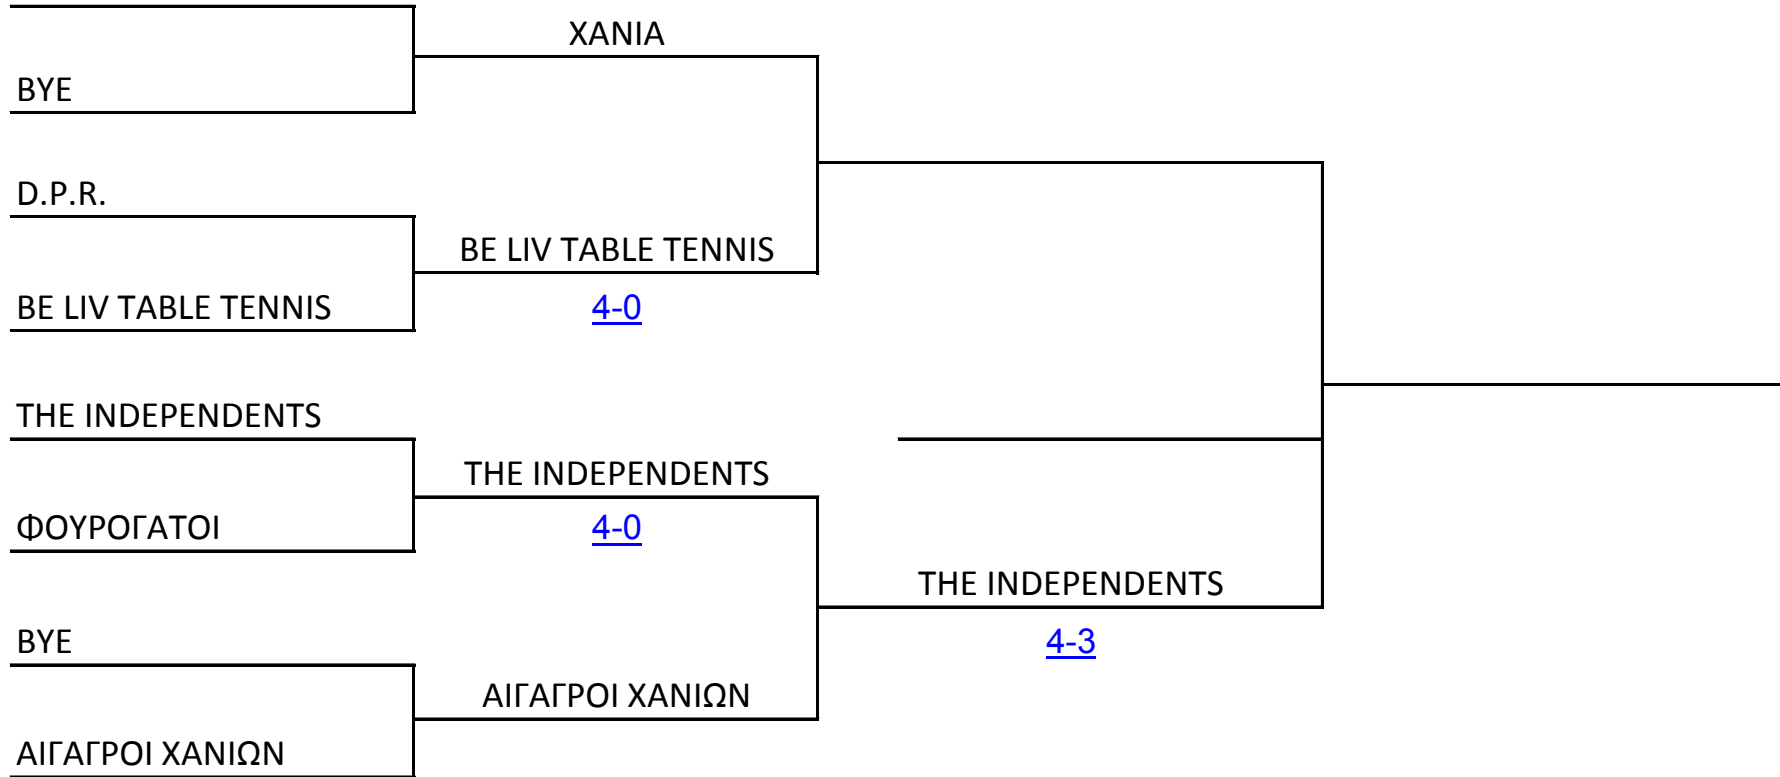 ΧΑΝΙΑ
BYE
D.P.R.
BE LIV TABLE TENNIS
BE LIV TABLE TENNIS
4-0
THE INDEPENDENTS
THE INDEPENDENTS
ΦΟΥΡΟΓΑΤΟΙ
4-0
THE INDEPENDENTS
BYE
4-3
ΑΙΓΑΓΡΟΙ ΧΑΝΙΩΝ
ΑΙΓΑΓΡΟΙ ΧΑΝΙΩΝ